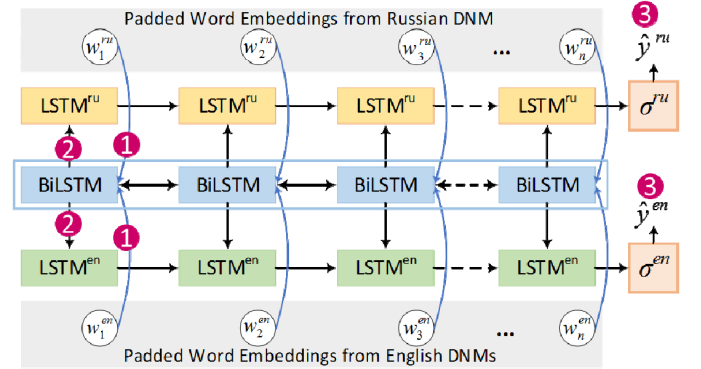 Padded Word Embeddings from Russian DNM
3
w₁ʳᵘ w₂ʳᵘ w₃ʳᵘ ... wₙʳᵘ ŷʳᵘ
LSTMʳᵘ LSTMʳᵘ LSTMʳᵘ LSTMʳᵘ σʳᵘ
2 1
BiLSTM BiLSTM BiLSTM BiLSTM
3
2 1 ŷᵉⁿ
LSTMᵉⁿ LSTMᵉⁿ LSTMᵉⁿ LSTMᵉⁿ σᵉⁿ
w₁ᵉⁿ w₂ᵉⁿ w₃ᵉⁿ ... wₙᵉⁿ
Padded Word Embeddings from English DNMs